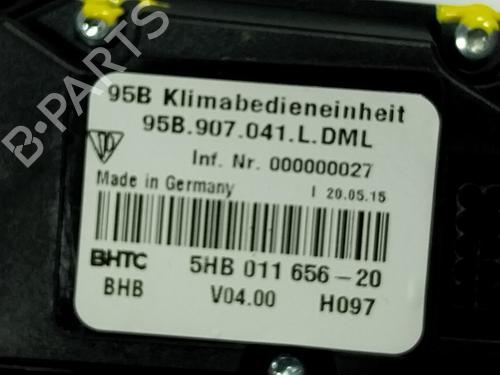 B-PARTS
95B Klimabedieneinheit
95B.907.041.L.DML
Inf. Nr. 000000027
Made in Germany I 20.05.15
BHTC 5HB 011 656-20
BHB V04.00 H097